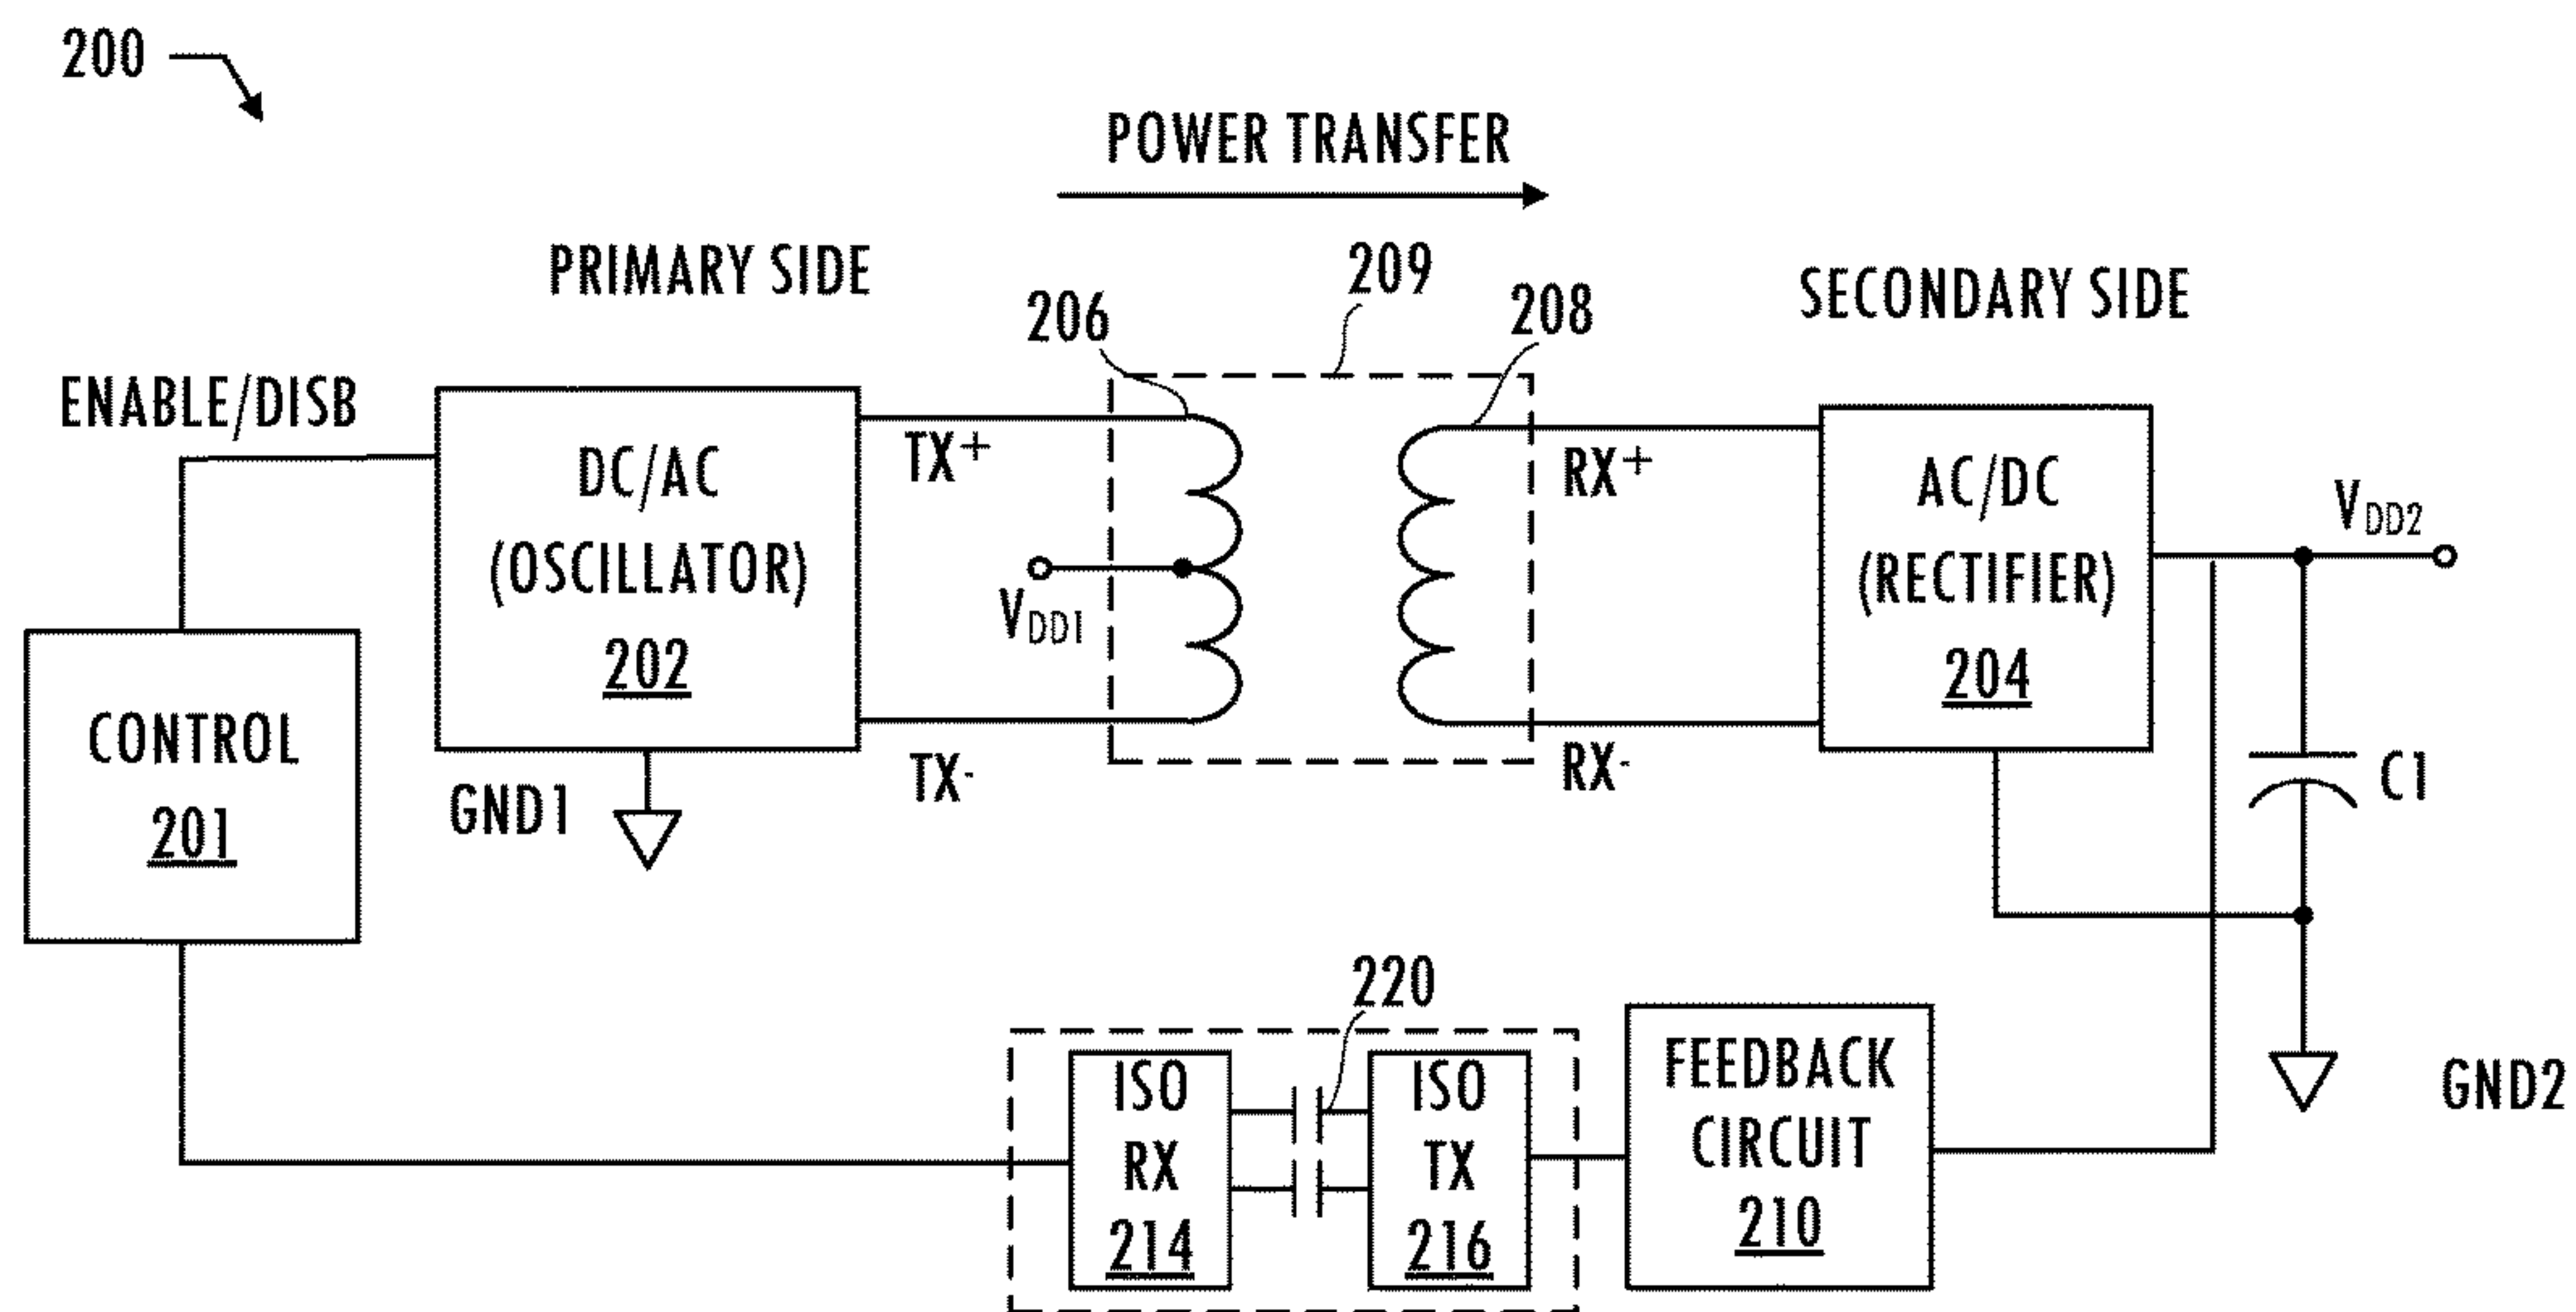 200
POWER TRANSFER
PRIMARY SIDE
209
206
208
SECONDARY SIDE
ENABLE/DISB
DC/AC
(OSCILLATOR)
202
TX+
VDD1
TX-
GND1
RX+
RX-
AC/DC
(RECTIFIER)
204
VDD2
C1
CONTROL
201
220
ISO
RX
214
ISO
TX
216
FEEDBACK
CIRCUIT
210
GND2